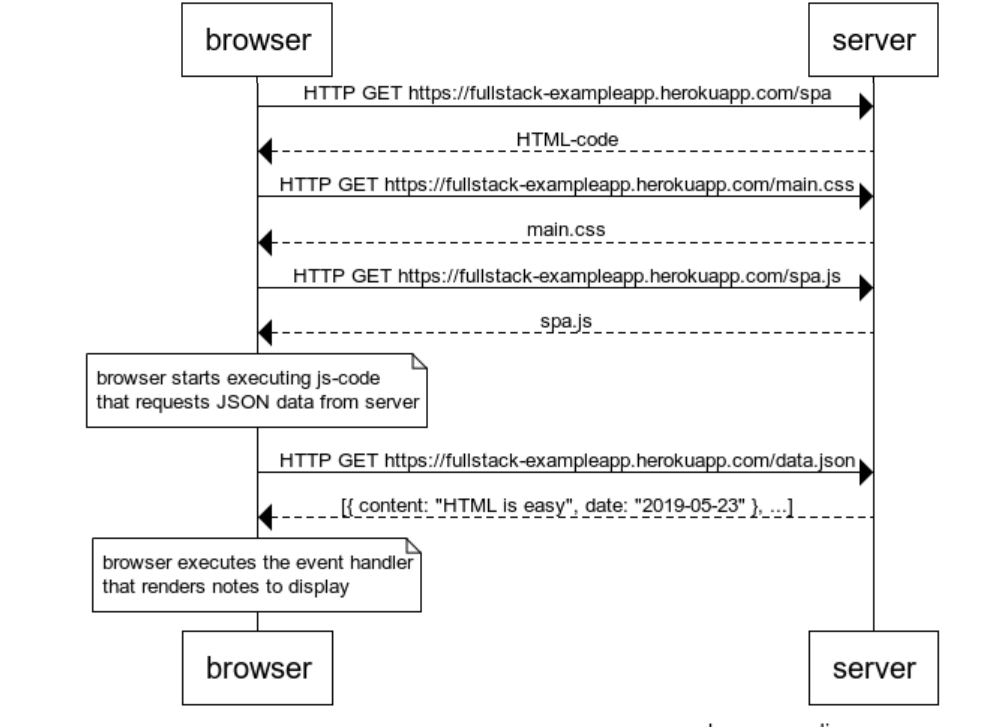 browser
server
HTTP GET https://fullstack-exampleapp.herokuapp.com/spa
HTML-code
HTTP GET https://fullstack-exampleapp.herokuapp.com/main.css
main.css
HTTP GET https://fullstack-exampleapp.herokuapp.com/spa.js
spa.js
browser starts executing js-code
that requests JSON data from server
HTTP GET https://fullstack-exampleapp.herokuapp.com/data.json
[{ content: "HTML is easy", date: "2019-05-23" }, ...]
browser executes the event handler
that renders notes to display
browser
server